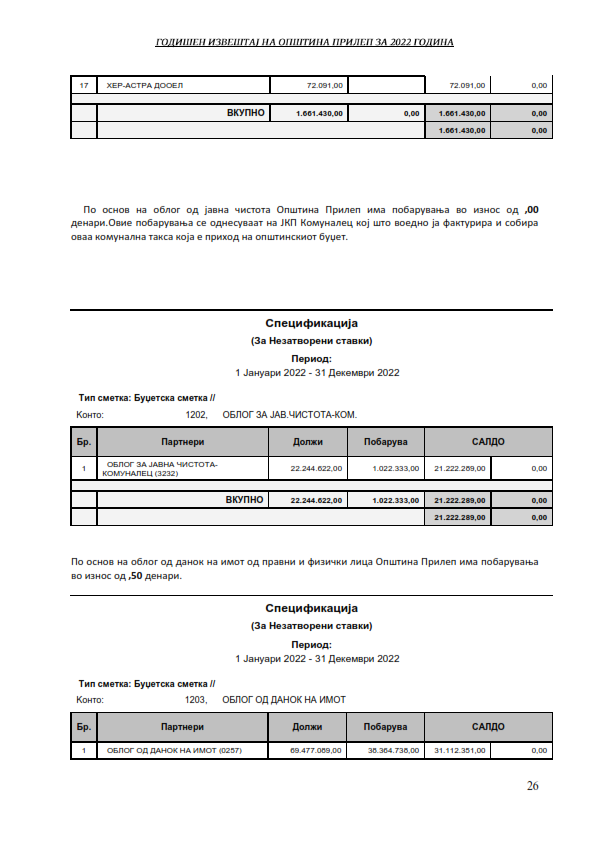 ГОДИШЕН ИЗВЕШТАЈ НА ОПШТИНА ПРИЛЕП ЗА 2022 ГОДИНА
17 ХЕР-АСТРА ДООЕЛ 72.091,00 72.091,00 0,00
ВКУПНО 1.661.430,00 0,00 1.661.430,00 0,00
1.661.430,00 0,00
По основ на облог од јавна чистота Општина Прилеп има побарувања во износ од ,00
денари.Овие побарувања се однесуваат на ЈКП Комуналец кој што воедно ја фактурира и собира
оваа комунална такса која е приход на општинскиот буџет.
Спецификација
(За Незатворени ставки)
Период:
1 Јануари 2022 - 31 Декември 2022
Тип сметка: Буџетска сметка //
Конто: 1202, ОБЛОГ ЗА ЈАВ.ЧИСТОТА-КОМ.
Бр. Партнери Должи Побарува САЛДО
1 ОБЛОГ ЗА ЈАВНА ЧИСТОТА- 22.244.622,00 1.022.333,00 21.222.289,00 0,00
КОМУНАЛЕЦ (3232)
ВКУПНО 22.244.622,00 1.022.333,00 21.222.289,00 0,00
21.222.289,00 0,00
По основ на облог од данок на имот од правни и физички лица Општина Прилеп има побарувања
во износ од ,50 денари.
Спецификација
(За Незатворени ставки)
Период:
1 Јануари 2022 - 31 Декември 2022
Тип сметка: Буџетска сметка //
Конто: 1203, ОБЛОГ ОД ДАНОК НА ИМОТ
Бр. Партнери Должи Побарува САЛДО
1 ОБЛОГ ОД ДАНОК НА ИМОТ (0257) 69.477.089,00 38.364.738,00 31.112.351,00 0,00
26